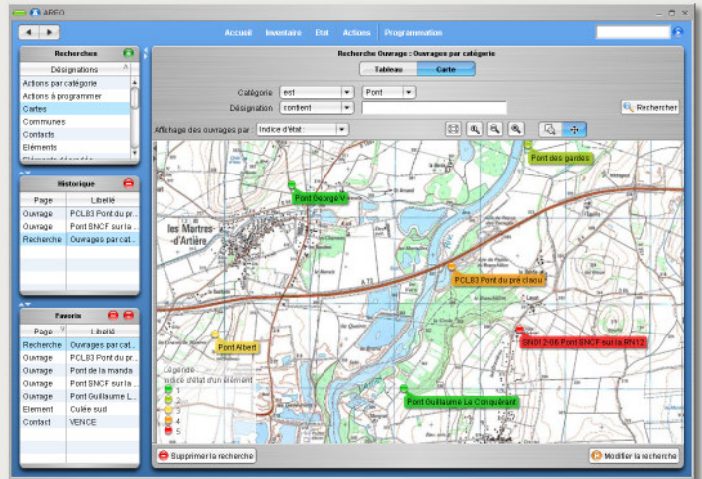 AREO
Accueil Inventaire Etat Actions Programmation
Recherches
Désignations
Actions par catégorie
Actions à programmer
Cartes
Communes
Contacts
Eléments
Eléments dégradés
Historique
Page Libellé
Ouvrage PCL83 Pont du pr...
Ouvrage Pont SNCF sur la ...
Recherche Ouvrages par cat...
Favoris
Page Libellé
Recherche Ouvrages par cat...
Ouvrage PCL83 Pont du pr...
Ouvrage Pont de la manda
Ouvrage Pont SNCF sur la ...
Ouvrage Pont Guillaume L...
Element Culée sud
Contact VENCE
Recherche Ouvrage : Ouvrages par catégorie
Tableau Carte
Catégorie est Pont
Désignation contient
Rechercher
Affichage des ouvrages par : Indice d'état :
Pont des gardes
Pont George V
les Martres
-d'Artière
PCL83 Pont du pré claou
SN012-06 Pont SNCF sur la RN12
Pont Albert
Pont Guillaume Le Conquérant
Légende
Indice d'état d'un élément
1
2
3
4
5
Supprimer la recherche
Modifier la recherche